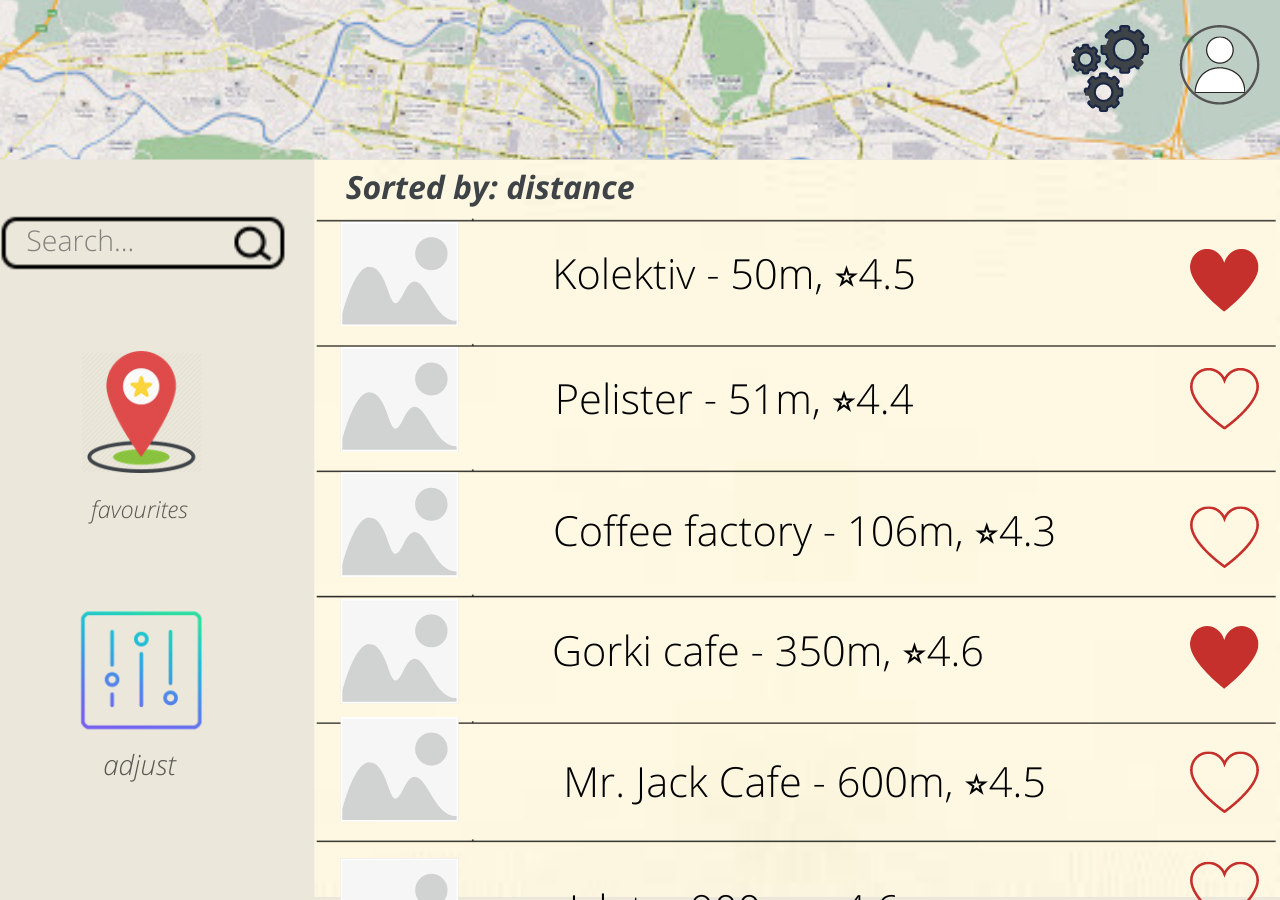 Sorted by: distance
Search...
Kolektiv - 50m, ☆4.5
Pelister - 51m, ☆4.4
Coffee factory - 106m, ☆4.3
favourites
Gorki cafe - 350m, ☆4.6
adjust
Mr. Jack Cafe - 600m, ☆4.5